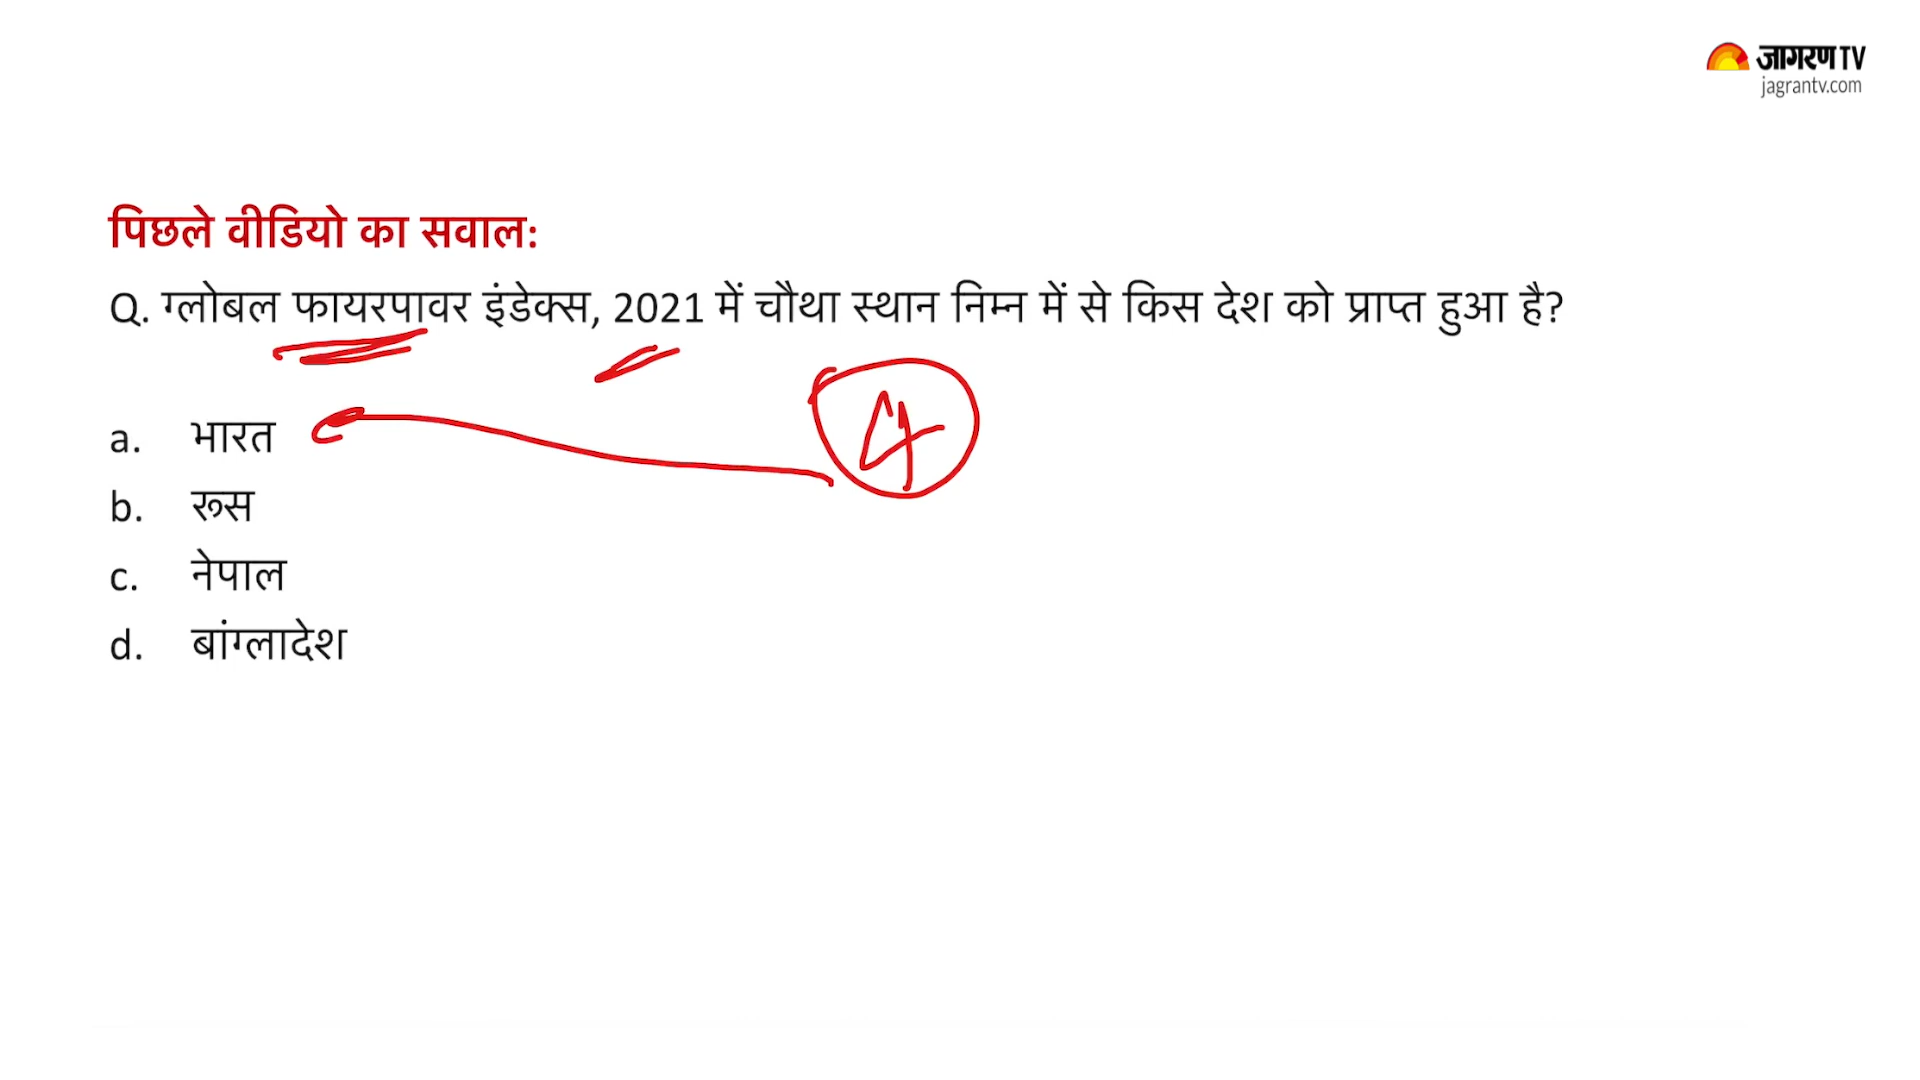 जागरण TV
jagrantv.com
पिछले वीडियो का सवाल:
Q. ग्लोबल फायरपावर इंडेक्स, 2021 में चौथा स्थान निम्न में से किस देश को प्राप्त हुआ है?
4
a. भारत
b. रूस
c. नेपाल
d. बांग्लादेश